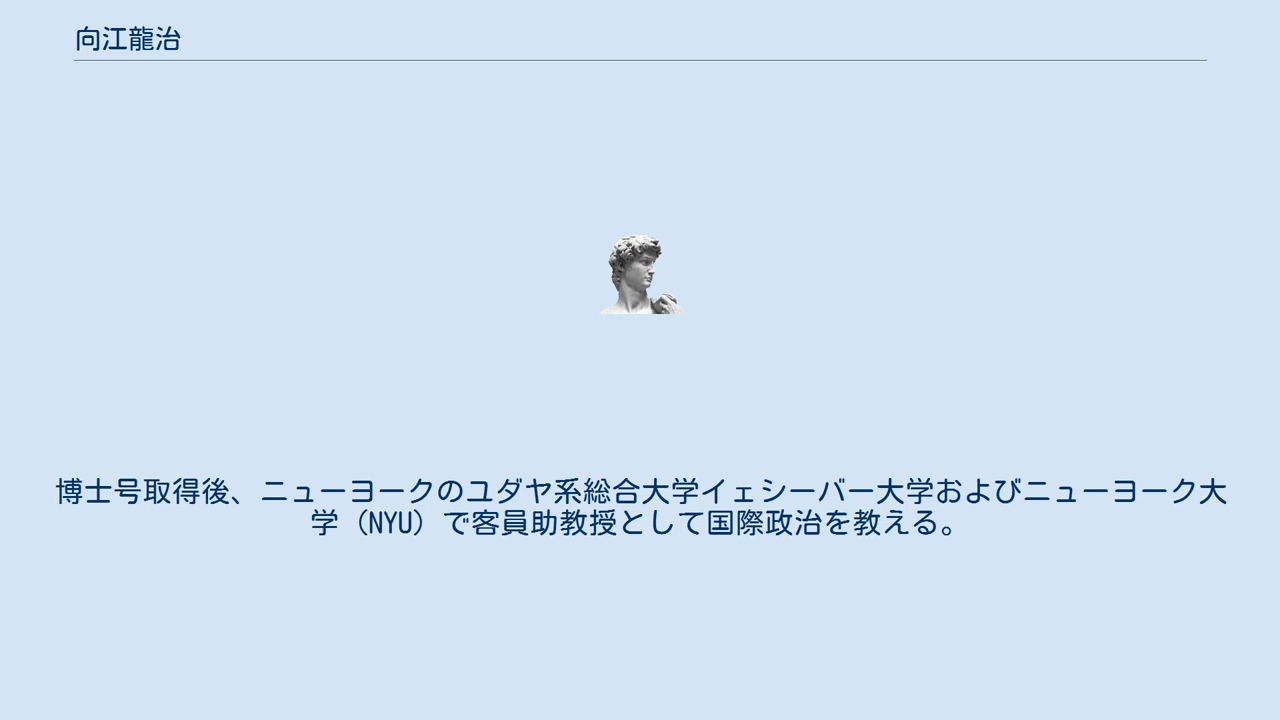 向江龍治
博士号取得後、ニューヨークのユダヤ系総合大学イェシーバー大学およびニューヨーク大
学（NYU）で客員助教授として国際政治を教える。